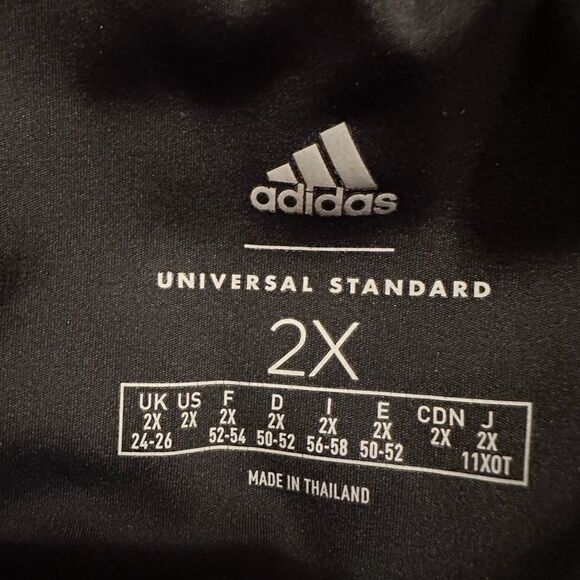 adidas
UNIVERSAL STANDARD
2X
UK US F D I E CDN J
2X 2X 2X 2X 2X 2X 2X 2X
24-26 52-54 50-52 56-58 50-52 11XOT
MADE IN THAILAND